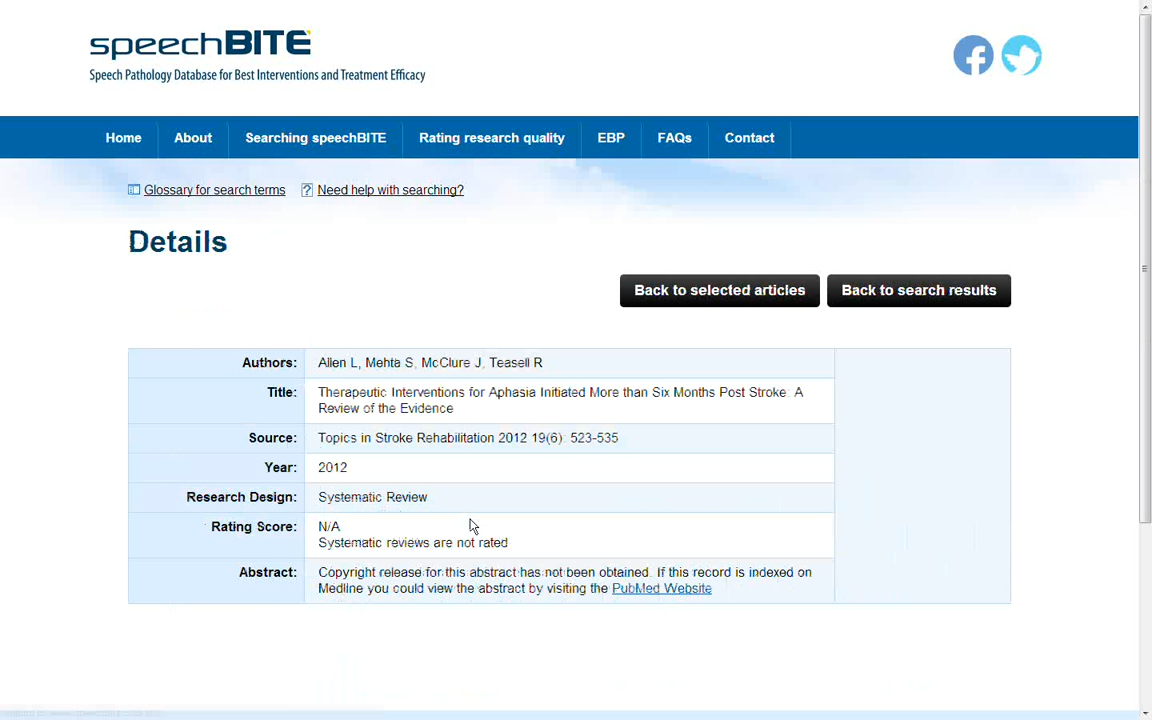 speechBITE
Speech Pathology Database for Best Interventions and Treatment Efficacy
Home About Searching speechBITE Rating research quality EBP FAQs Contact
Glossary for search terms Need help with searching?
Details
Back to selected articles Back to search results
Authors: Allen L, Mehta S, McClure J, Teasell R
Title: Therapeutic Interventions for Aphasia Initiated More than Six Months Post Stroke: A
Review of the Evidence
Source: Topics in Stroke Rehabilitation 2012 19(6): 523-535
Year: 2012
Research Design: Systematic Review
Rating Score: N/A
Systematic reviews are not rated
Abstract: Copyright release for this abstract has not been obtained. If this record is indexed on
Medline you could view the abstract by visiting the PubMed Website